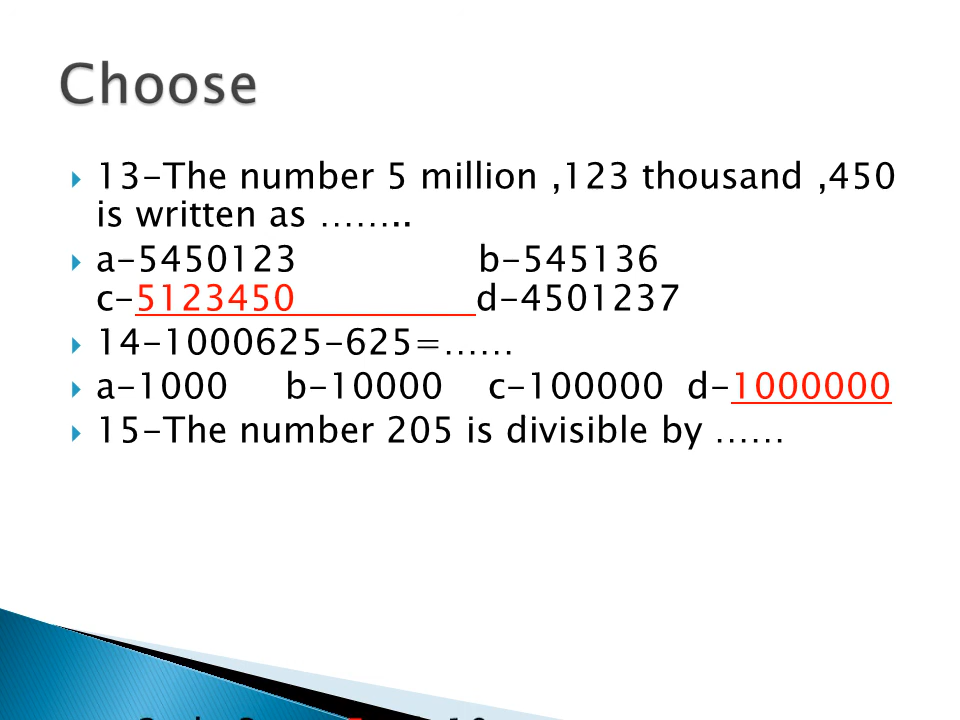 Choose
13-The number 5 million ,123 thousand ,450
is written as ……..
a-5450123 b-545136
c-5123450 d-4501237
14-1000625-625=……
a-1000 b-10000 c-100000 d-1000000
15-The number 205 is divisible by ……